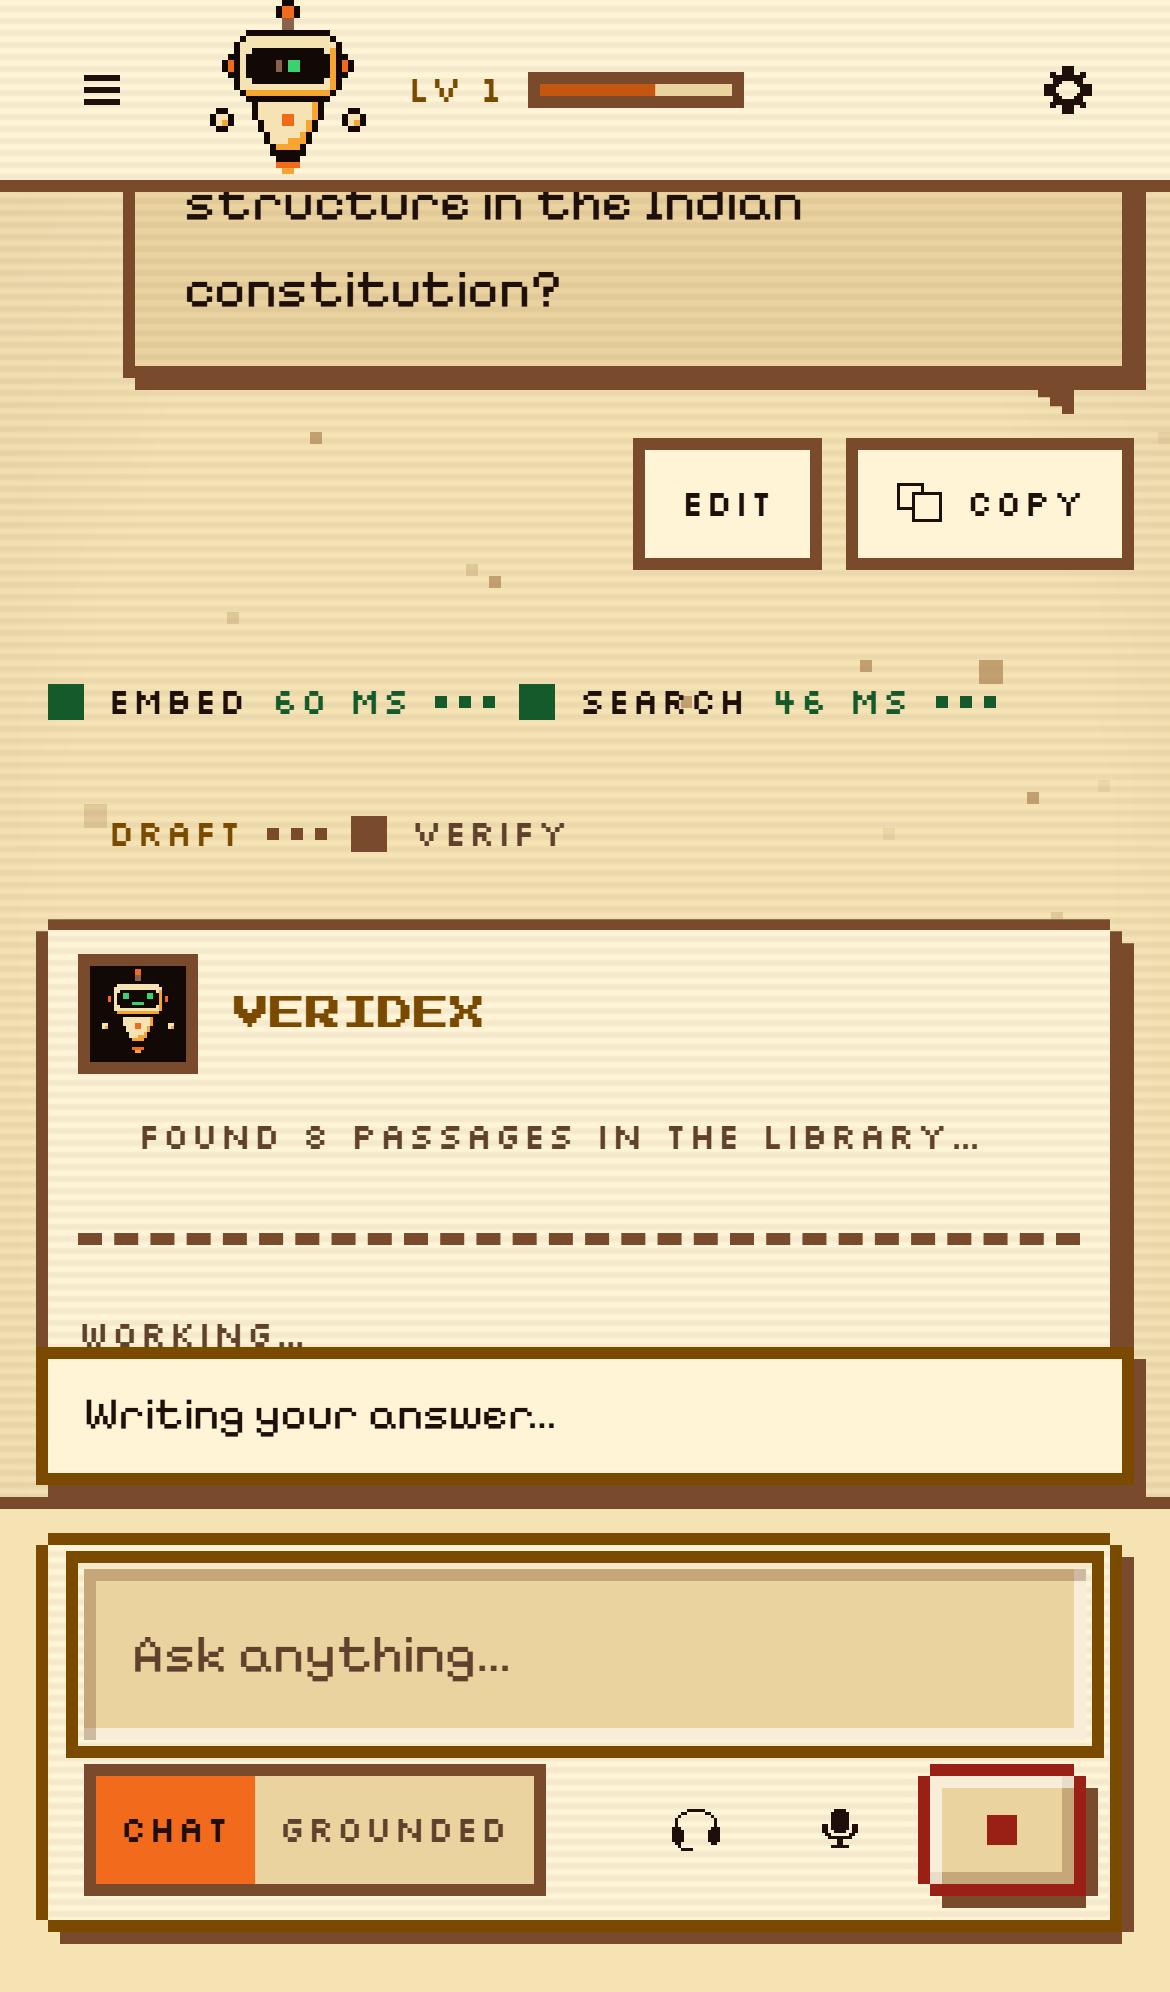 LV 1
structure in the Indian
constitution?
EDIT COPY
EMBED 60 MS SEARCH 46 MS
DRAFT VERIFY
VERIDEX
FOUND 8 PASSAGES IN THE LIBRARY...
WORKING...
Writing your answer...
Ask anything...
CHAT GROUNDED